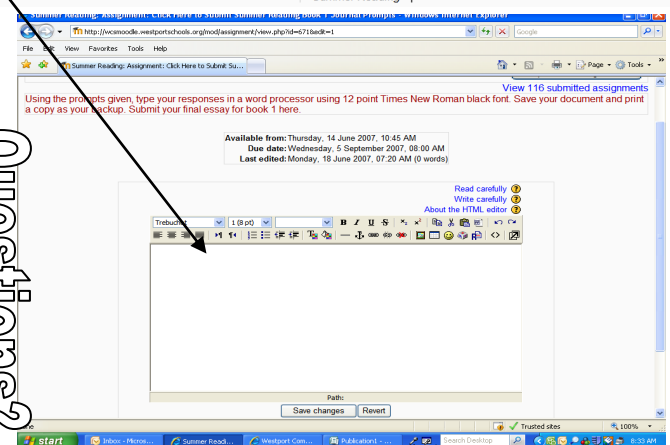 Summer Reading
Summer Reading: Assignment: Click Here to Submit Summer Reading Book 1 Journal Prompts - Windows Internet Explorer
http://wcsmoodle.westportschools.org/mod/assignment/view.php?id=671&edit=1
Google
File Edit View Favorites Tools Help
Summer Reading: Assignment: Click Here to Submit Su...
Page Tools
View 116 submitted assignments
Using the prompts given, type your responses in a word processor using 12 point Times New Roman black font. Save your document and print
a copy as your backup. Submit your final essay for book 1 here.
Available from: Thursday, 14 June 2007, 10:45 AM
Due date: Wednesday, 5 September 2007, 08:00 AM
Last edited: Monday, 18 June 2007, 07:20 AM (0 words)
Read carefully
Write carefully
About the HTML editor
Trebuchet 1 (8 pt) B I U S
Path:
Save changes Revert
Questions?
Trusted sites 100%
start Inbox - Micros... Summer Readi... Westport Com... Publication1 - ... Search Desktop 8:33 AM